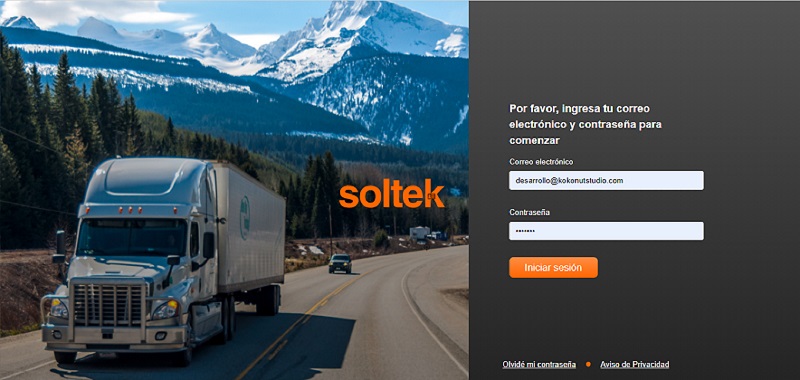 soltek
Por favor, ingresa tu correo
electrónico y contraseña para
comenzar
Correo electrónico
desarrollo@kokonutstudio.com
Contraseña
•••••••
Iniciar sesión
Olvidé mi contraseña
Aviso de Privacidad